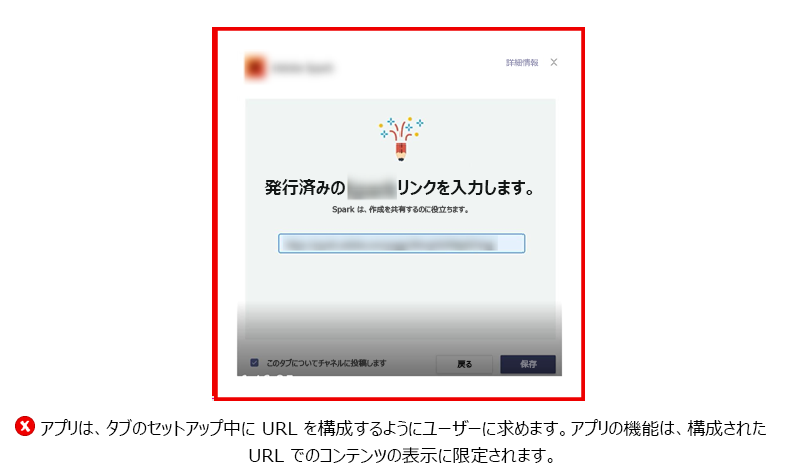 詳細情報
発行済みの リンクを入力します。
Spark は、作成を共有するのに役立ちます。
このタブについてチャネルに投稿します
戻る
保存
アプリは、タブのセットアップ中に URL を構成するようにユーザーに求めます。アプリの機能は、構成された
URL でのコンテンツの表示に限定されます。